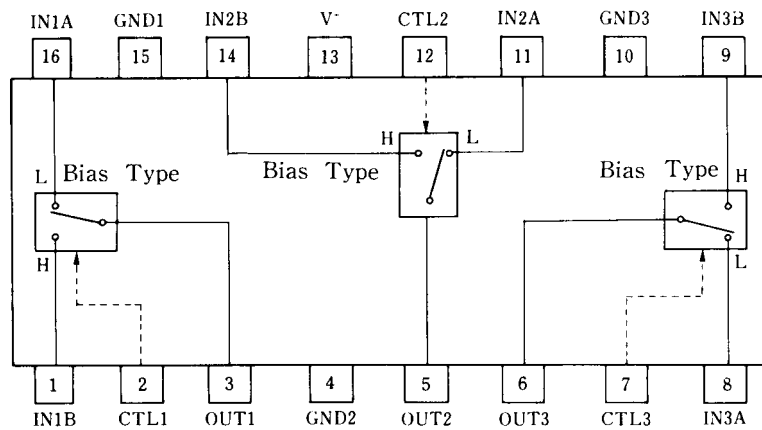 IN1A GND1 IN2B V- CTL2 IN2A GND3 IN3B
16 15 14 13 12 11 10 9
H L
L Bias Type Bias Type Bias Type H
H L
1 2 3 4 5 6 7 8
IN1B CTL1 OUT1 GND2 OUT2 OUT3 CTL3 IN3A